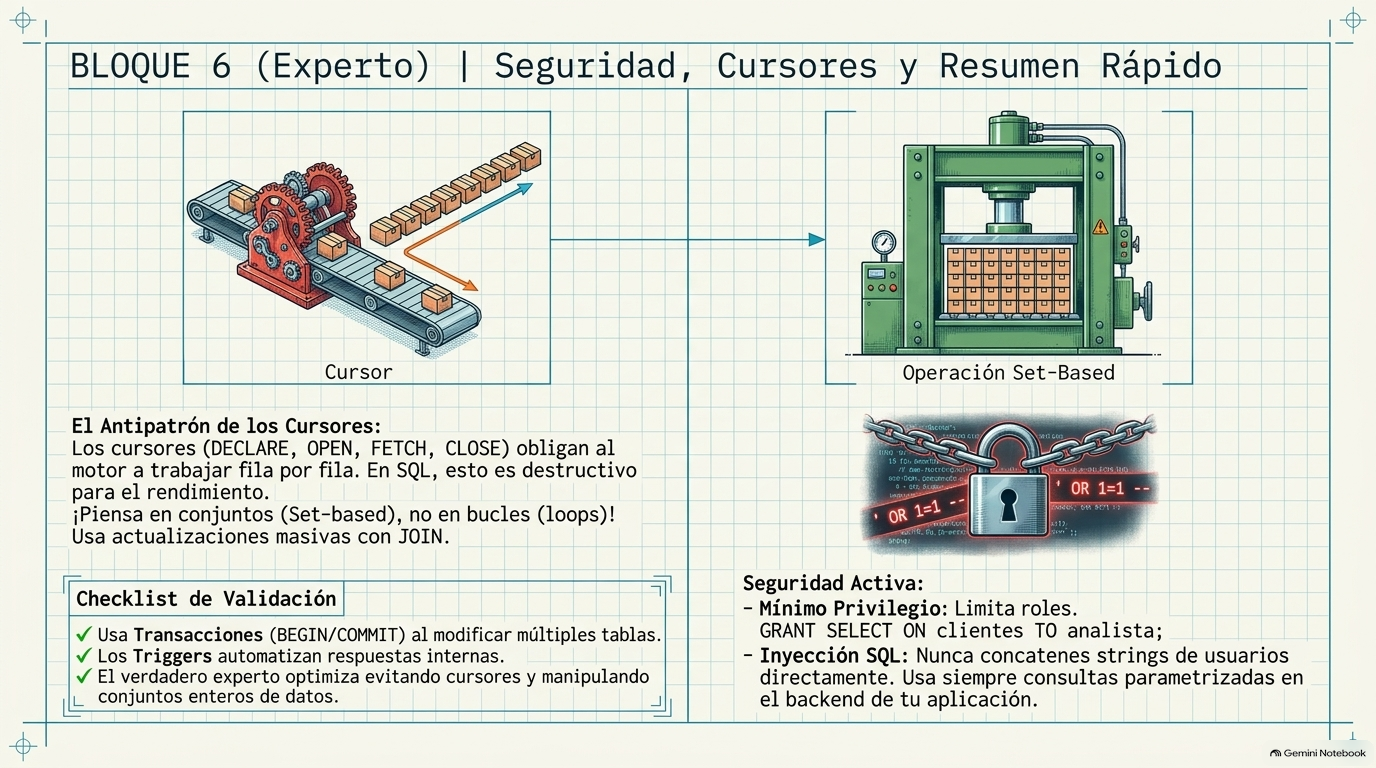 BLOQUE 6 (Experto) | Seguridad, Cursores y Resumen Rápido
Cursor
Operación Set-Based
El Antipatrón de los Cursores:
Los cursores (DECLARE, OPEN, FETCH, CLOSE) obligan al
motor a trabajar fila por fila. En SQL, esto es destructivo
para el rendimiento.
¡Piensa en conjuntos (Set-based), no en bucles (loops)!
Usa actualizaciones masivas con JOIN.
Checklist de Validación
✓ Usa Transacciones (BEGIN/COMMIT) al modificar múltiples tablas.
✓ Los Triggers automatizan respuestas internas.
✓ El verdadero experto optimiza evitando cursores y manipulando
conjuntos enteros de datos.
' OR 1=1 --
' OR 1=1 --
Seguridad Activa:
- Mínimo Privilegio: Limita roles.
GRANT SELECT ON clientes TO analista;
- Inyección SQL: Nunca concatenes strings de usuarios
directamente. Usa siempre consultas parametrizadas en
el backend de tu aplicación.
Gemini Notebook